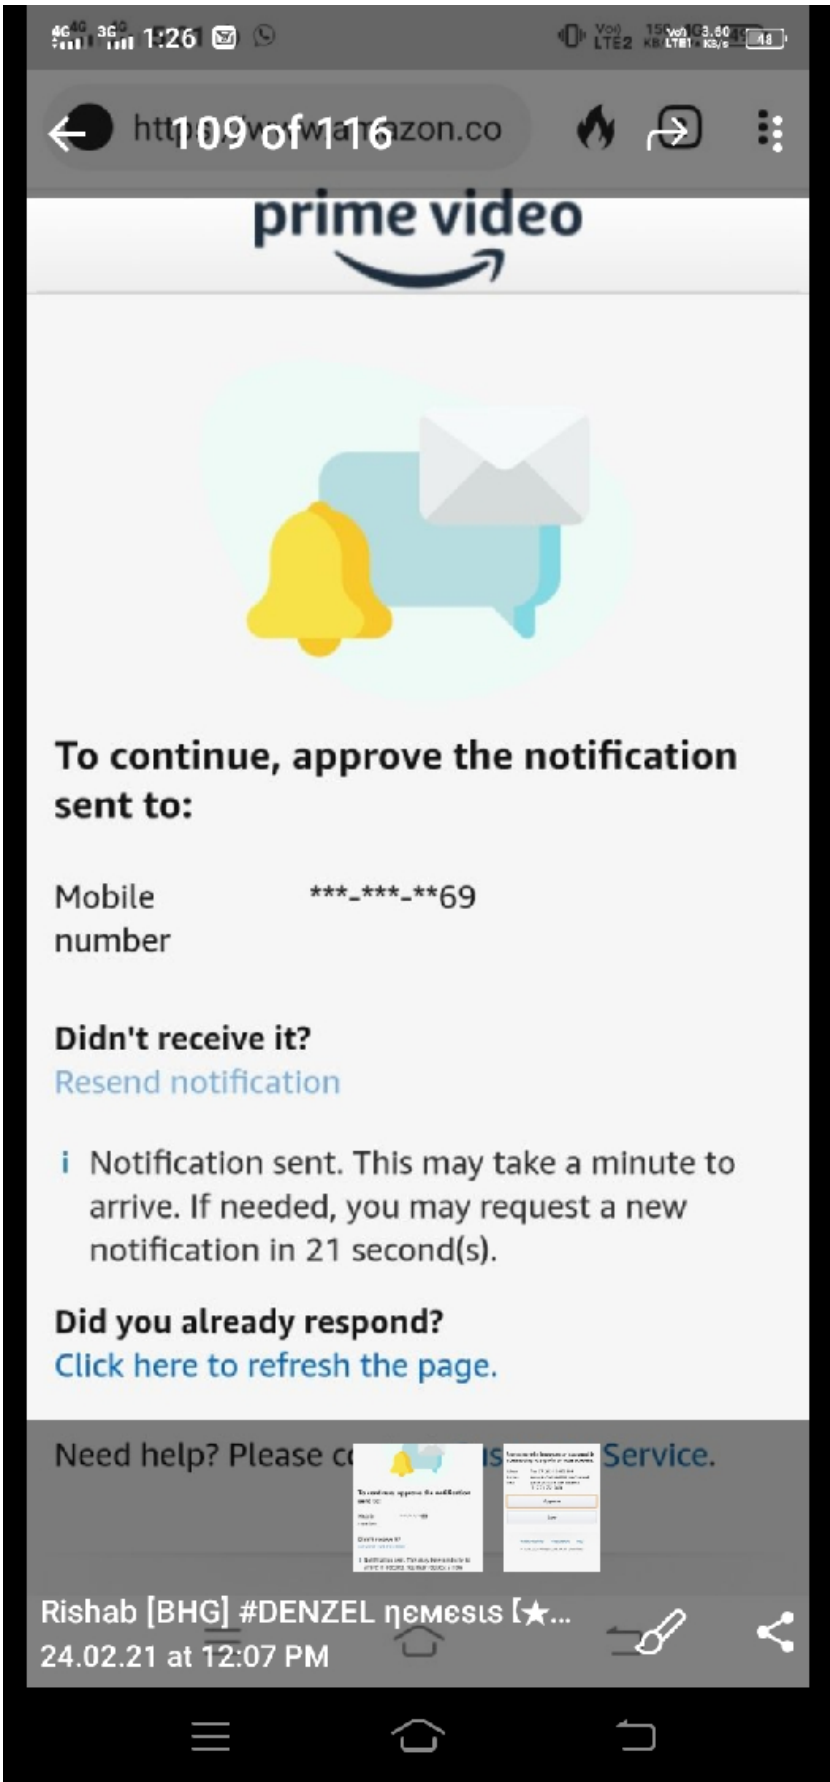 1:26
109 of 116
prime video
To continue, approve the notification
sent to:
Mobile number
***-***-**69
Didn't receive it?
Resend notification
i Notification sent. This may take a minute to
arrive. If needed, you may request a new
notification in 21 second(s).
Did you already respond?
Click here to refresh the page.
Need help? Please Service.
Rishab [BHG] #DENZEL ηємєsιs【★...
24.02.21 at 12:07 PM